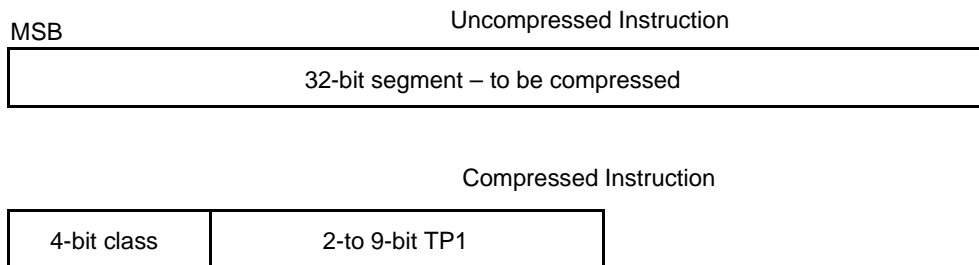 Uncompressed Instruction
MSB
32-bit segment – to be compressed
Compressed Instruction
4-bit class
2-to 9-bit TP1